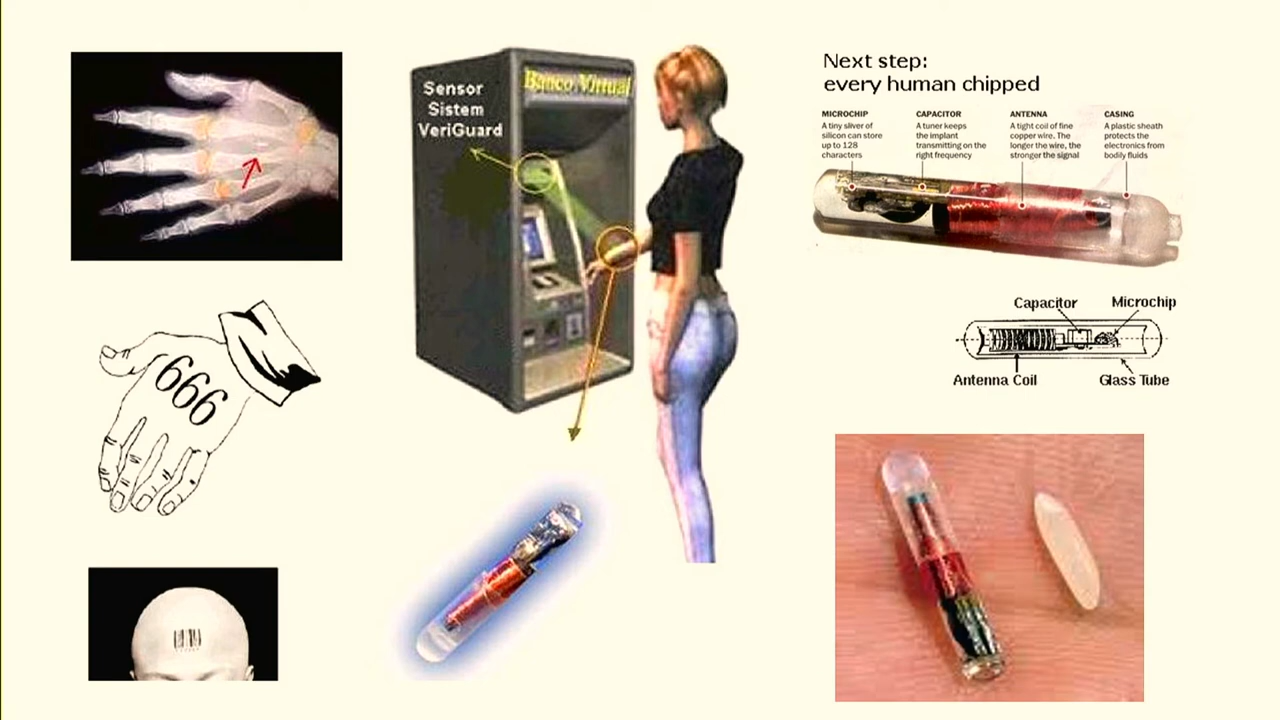 Sensor
Sistem
VeriGuard
Banco Virtual
666
Next step:
every human chipped
MICROCHIP
A tiny sliver of
silicon can store
up to 128
characters
CAPACITOR
A tuner keeps
the implant
transmitting on the
right frequency
ANTENNA
A tight coil of fine
copper wire. The
longer the wire, the
stronger the signal
CASING
A plastic sheath
protects the
electronics from
bodily fluids
Capacitor
Microchip
Antenna Coil
Glass Tube